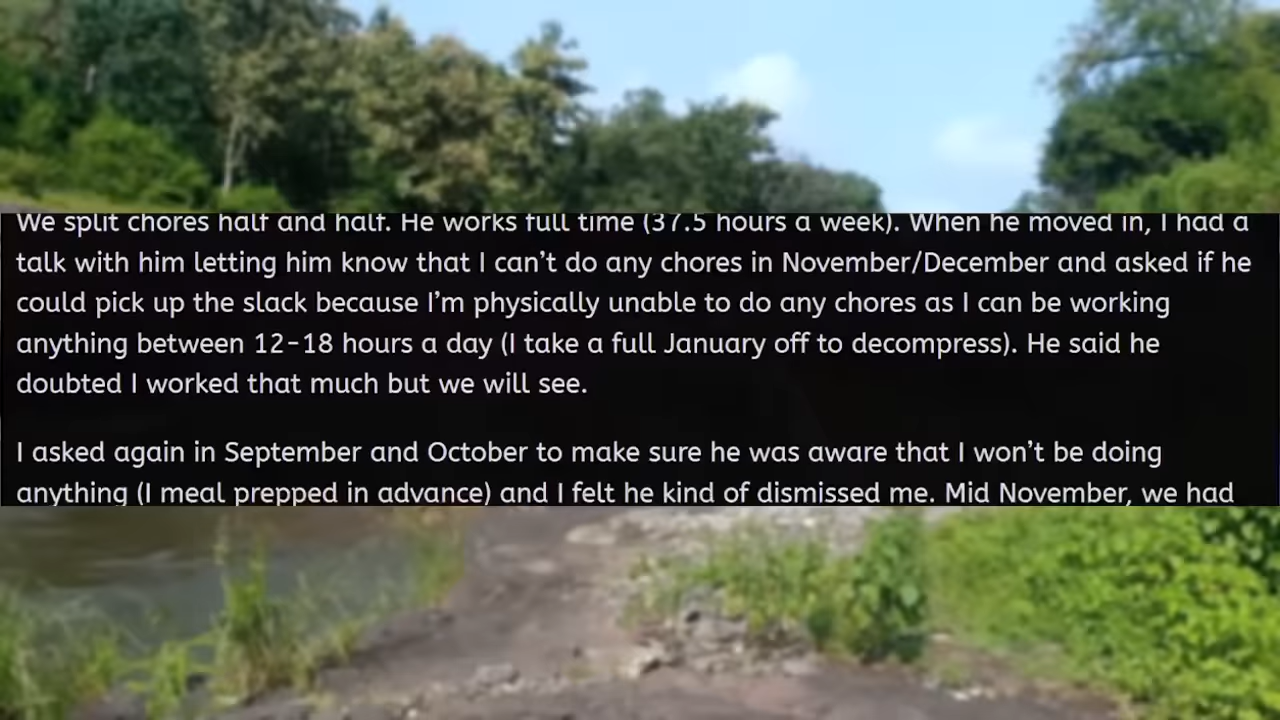 We split chores half and half. He works full time (37.5 hours a week). When he moved in, I had a
talk with him letting him know that I can’t do any chores in November/December and asked if he
could pick up the slack because I’m physically unable to do any chores as I can be working
anything between 12-18 hours a day (I take a full January off to decompress). He said he
doubted I worked that much but we will see.
I asked again in September and October to make sure he was aware that I won’t be doing
anything (I meal prepped in advance) and I felt he kind of dismissed me. Mid November, we had